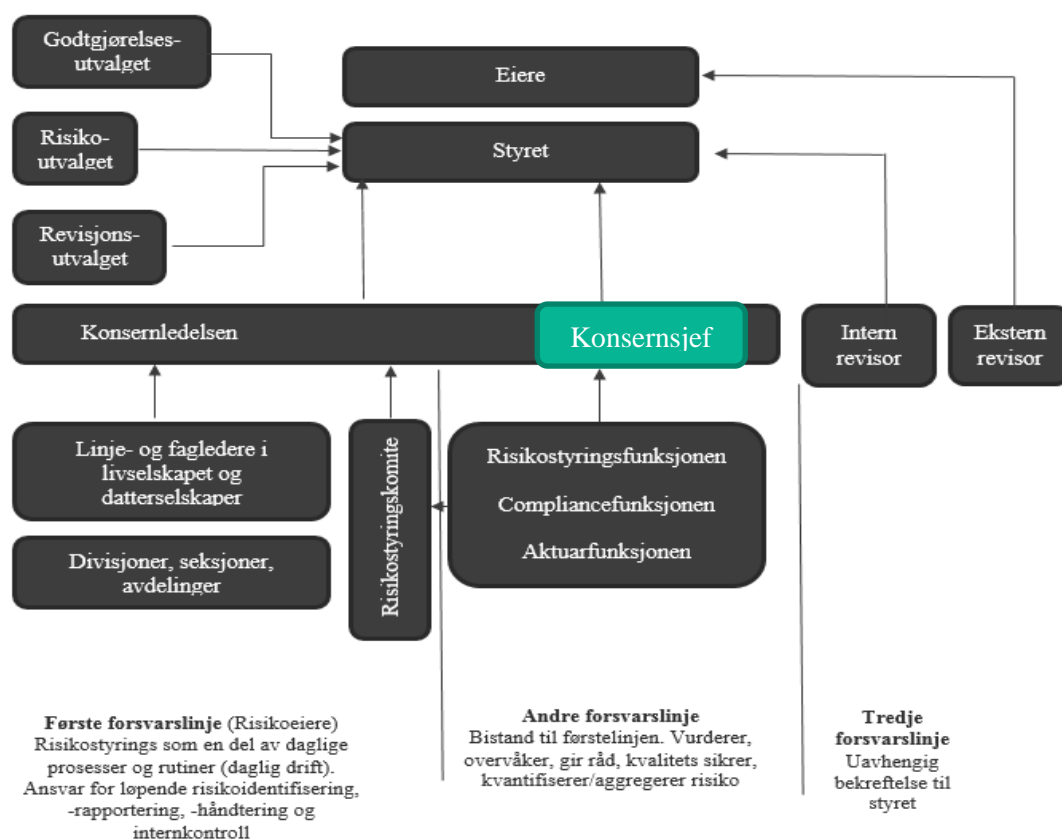 Godtgjørelses-
utvalget
Eiere
Risiko-
utvalget
Styret
Revisjons-
utvalget
Konsernledelsen
Konsernsjef
Intern
revisor
Ekstern
revisor
Linje- og fagledere i
livselskapet og
datterselskaper
Divisjoner, seksjoner,
avdelinger
Risikostyringskomite
Risikostyringsfunksjonen
Compliancefunksjonen
Aktuarfunksjonen
Første forsvarslinje (Risikoeiere)
Risikostyrings som en del av daglige
prosesser og rutiner (daglig drift).
Ansvar for løpende risikoidentifisering,
-rapportering, -håndtering og
internkontroll
Andre forsvarslinje
Bistand til førstelinjen. Vurderer,
overvåker, gir råd, kvalitets sikrer,
kvantifiserer/aggregerer risiko
Tredje
forsvarslinje
Uavhengig
bekreftelse til
styret